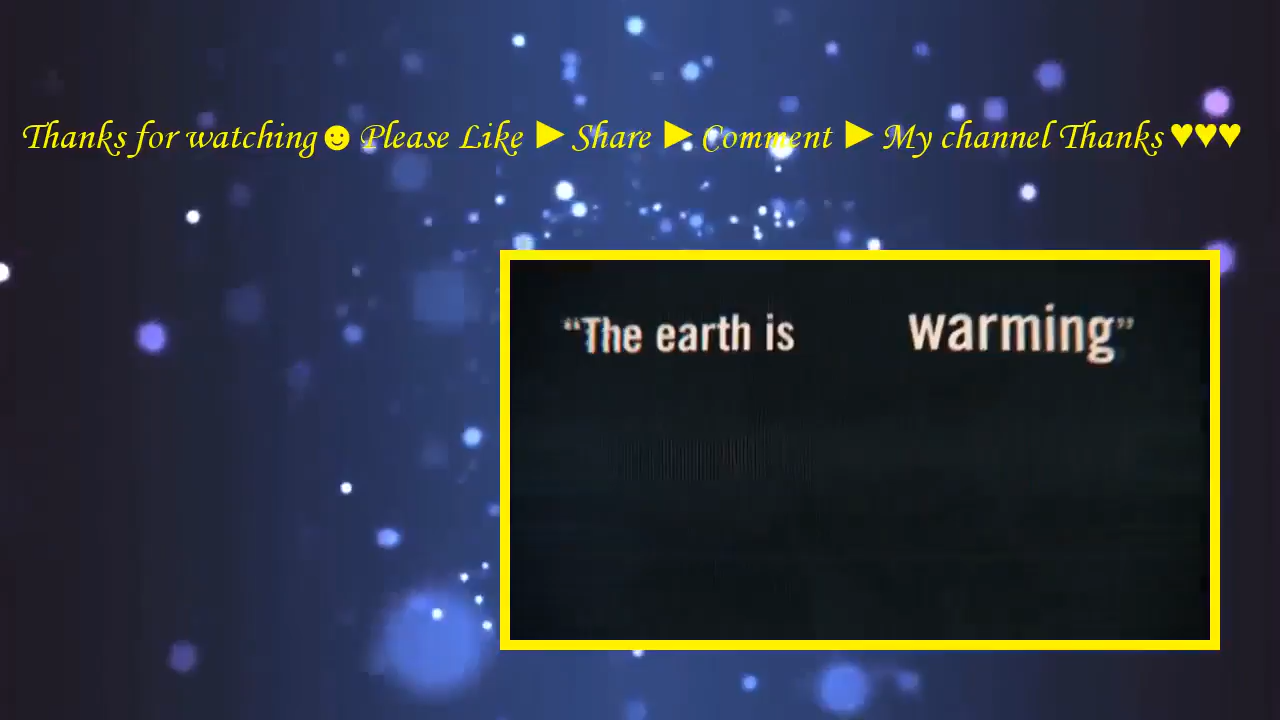 Thanks for watching☻Please Like ►Share ►Comment ►My channel Thanks ♥♥♥
“The earth is warming”